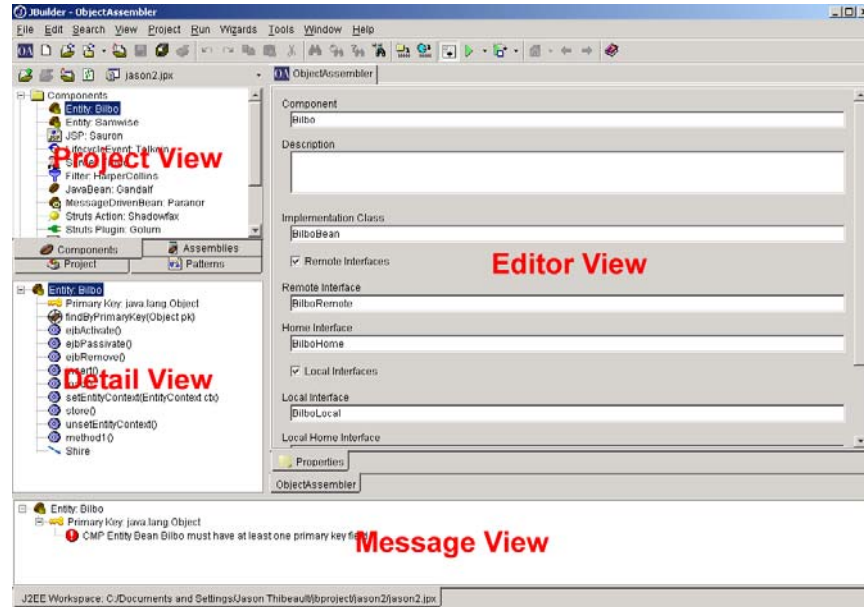 JBuilder - ObjectAssembler
File Edit Search View Project Run Wizards Tools Window Help
jason2.jpx
ObjectAssembler
Components
Entity: Bilbo
Entity: Samwise
JSP: Sauron
LifecycleEvent: Tolkein
Project View
Filter: HarperCollins
JavaBean: Gandalf
MessageDrivenBean: Paranor
Struts Action: Shadowfax
Struts Plugin: Golum
Components
Assemblies
Project
Patterns
Entity: Bilbo
Primary Key: java.lang.Object
findByPrimaryKey(Object pk)
ejbActivate()
ejbPassivate()
ejbRemove()
insert()
Detail View
setEntityContext(EntityContext ctx)
store()
unsetEntityContext()
method1()
Shire
Component
Bilbo
Description
Implementation Class
BilboBean
Remote Interfaces
Editor View
Remote Interface
BilboRemote
Home Interface
BilboHome
Local Interfaces
Local Interface
BilboLocal
Local Home Interface
Properties
ObjectAssembler
Entity: Bilbo
Primary Key: java.lang.Object
CMP Entity Bean Bilbo must have at least one primary key field
Message View
J2EE Workspace: C:/Documents and Settings/Jason Thibeault/jbproject/jason2/jason2.jpx